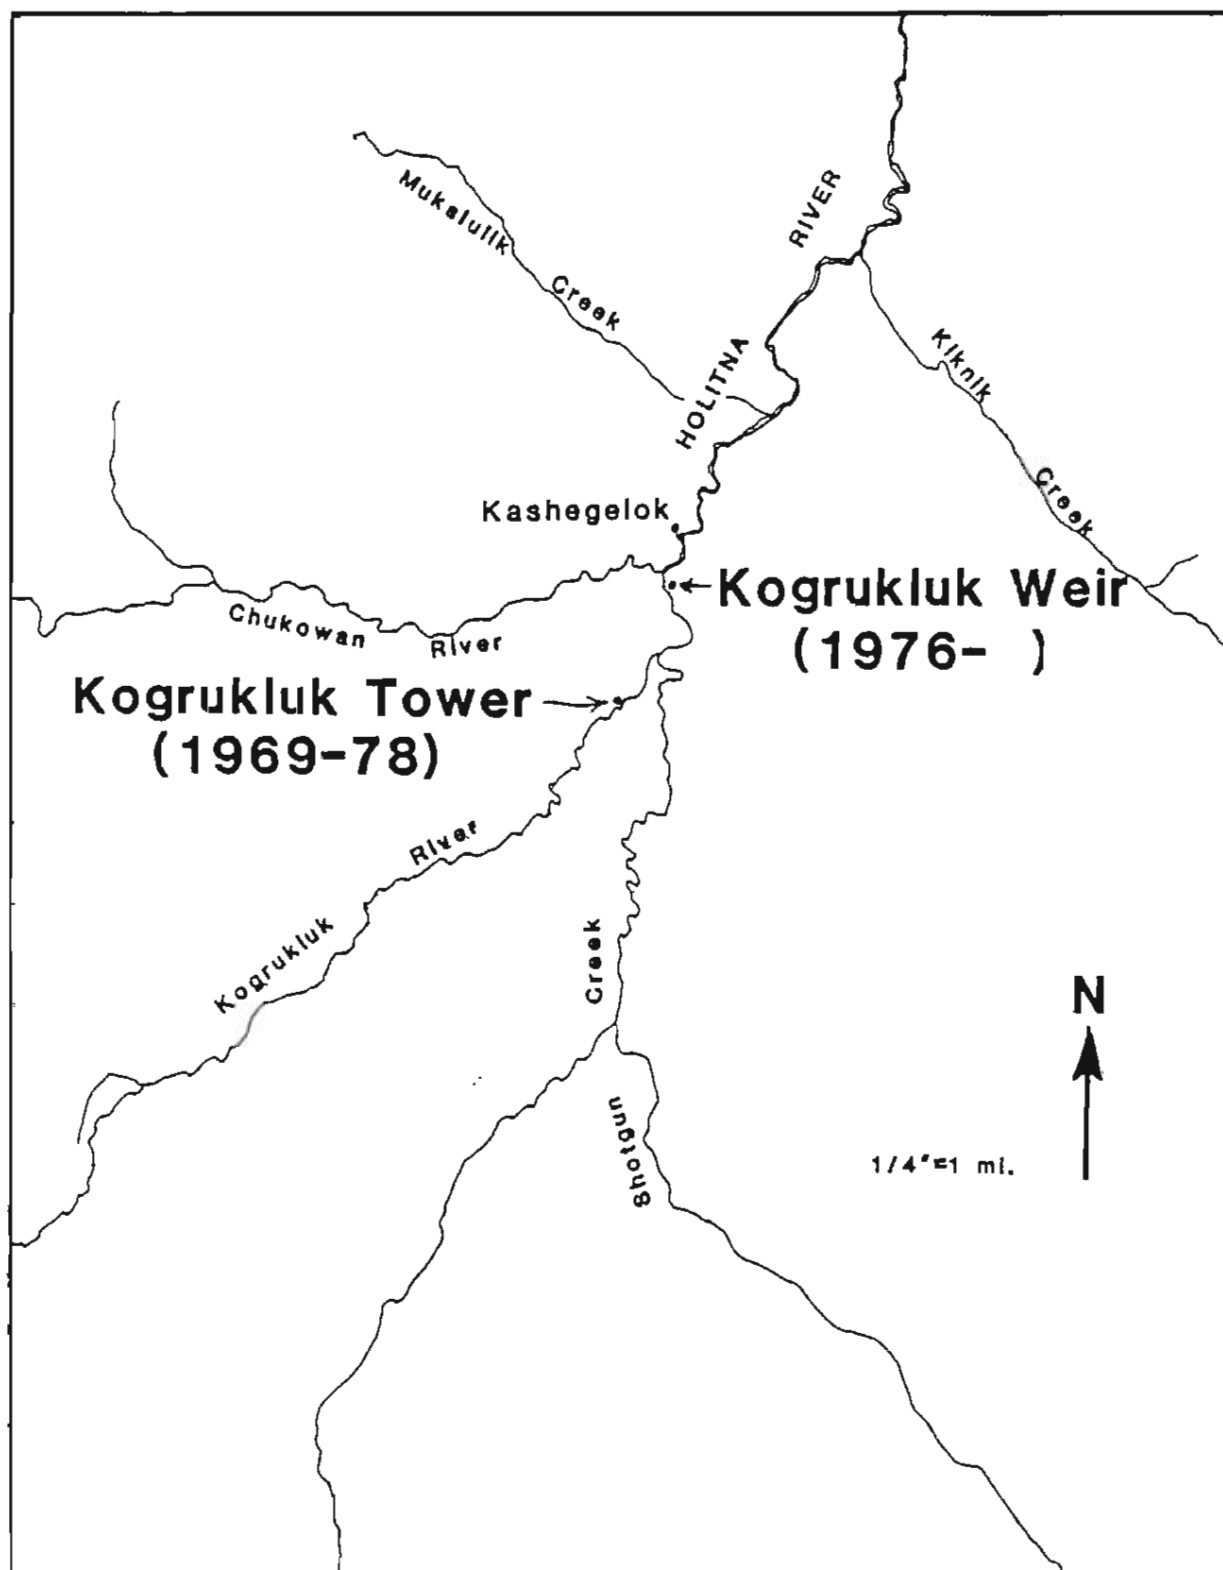 Mukslulik Creek
HOLITNA RIVER
Kiknik Creek
Kashegelok
Kogrukluk Weir
(1976- )
Chukowan River
Kogrukluk Tower
(1969-78)
Kogrukluk River
Shotgun Creek
N
1/4"=1 mi.